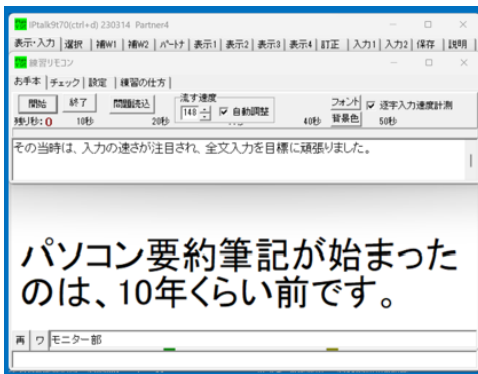 IPtalk9t70(ctrl+d) 230314 Partner4
表示・入力 選択 補W1 補W2 パートナ 表示1 表示2 表示3 表示4 訂正 入力1 入力2 保存 説明
練習リモコン
お手本 チェック 設定 練習の仕方
開始 終了 問題読込 流す速度 148 自動調整 フォント 背景色 逐字入力速度計測
残り秒:0 10秒 20秒 40秒 50秒
その当時は、入力の速さが注目され、全文入力を目標に頑張りました。
パソコン要約筆記が始まった
のは、10年くらい前です。
再 ワ モニター部